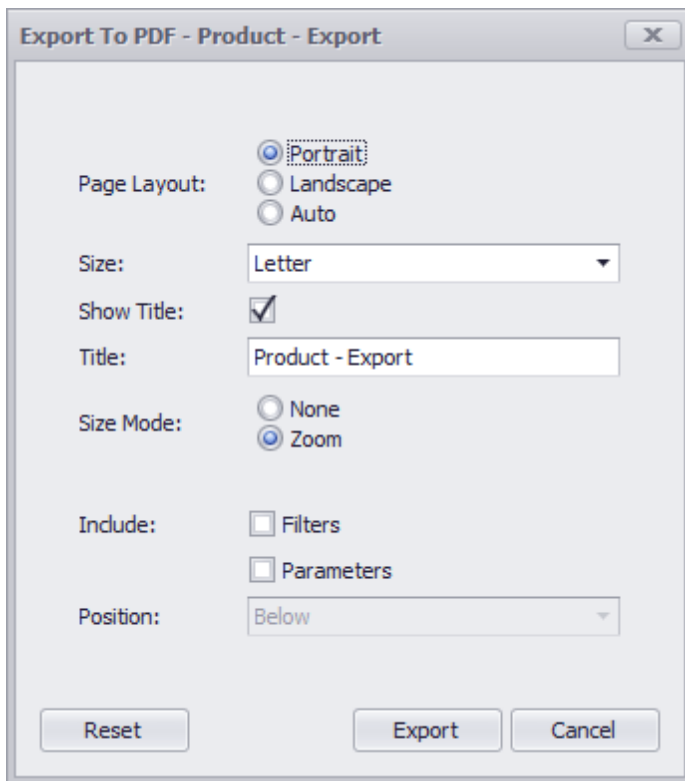 Export To PDF - Product - Export
Portrait
Page Layout: Landscape
Auto
Size: Letter
Show Title:
Title: Product - Export
None
Size Mode:
Zoom
Include: Filters
Parameters
Position: Below
Reset Export Cancel